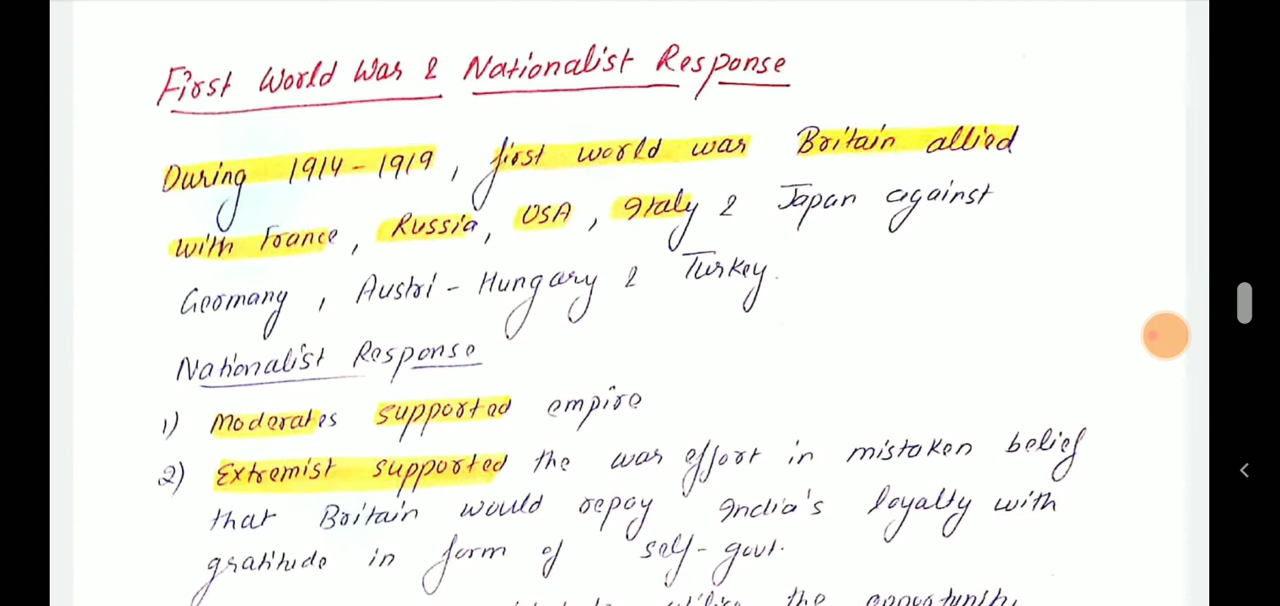 First World War & Nationalist Response
During 1914-1919, first world war Britain allied
with France, Russia, USA, Italy & Japan against
Germany, Austri-Hungary & Turkey.
Nationalist Response
1) Moderates supported empire
2) Extremist supported the war effort in mistaken belief
that Britain would repay India's loyalty with
gratitude in form of self-govt.
the opportunity